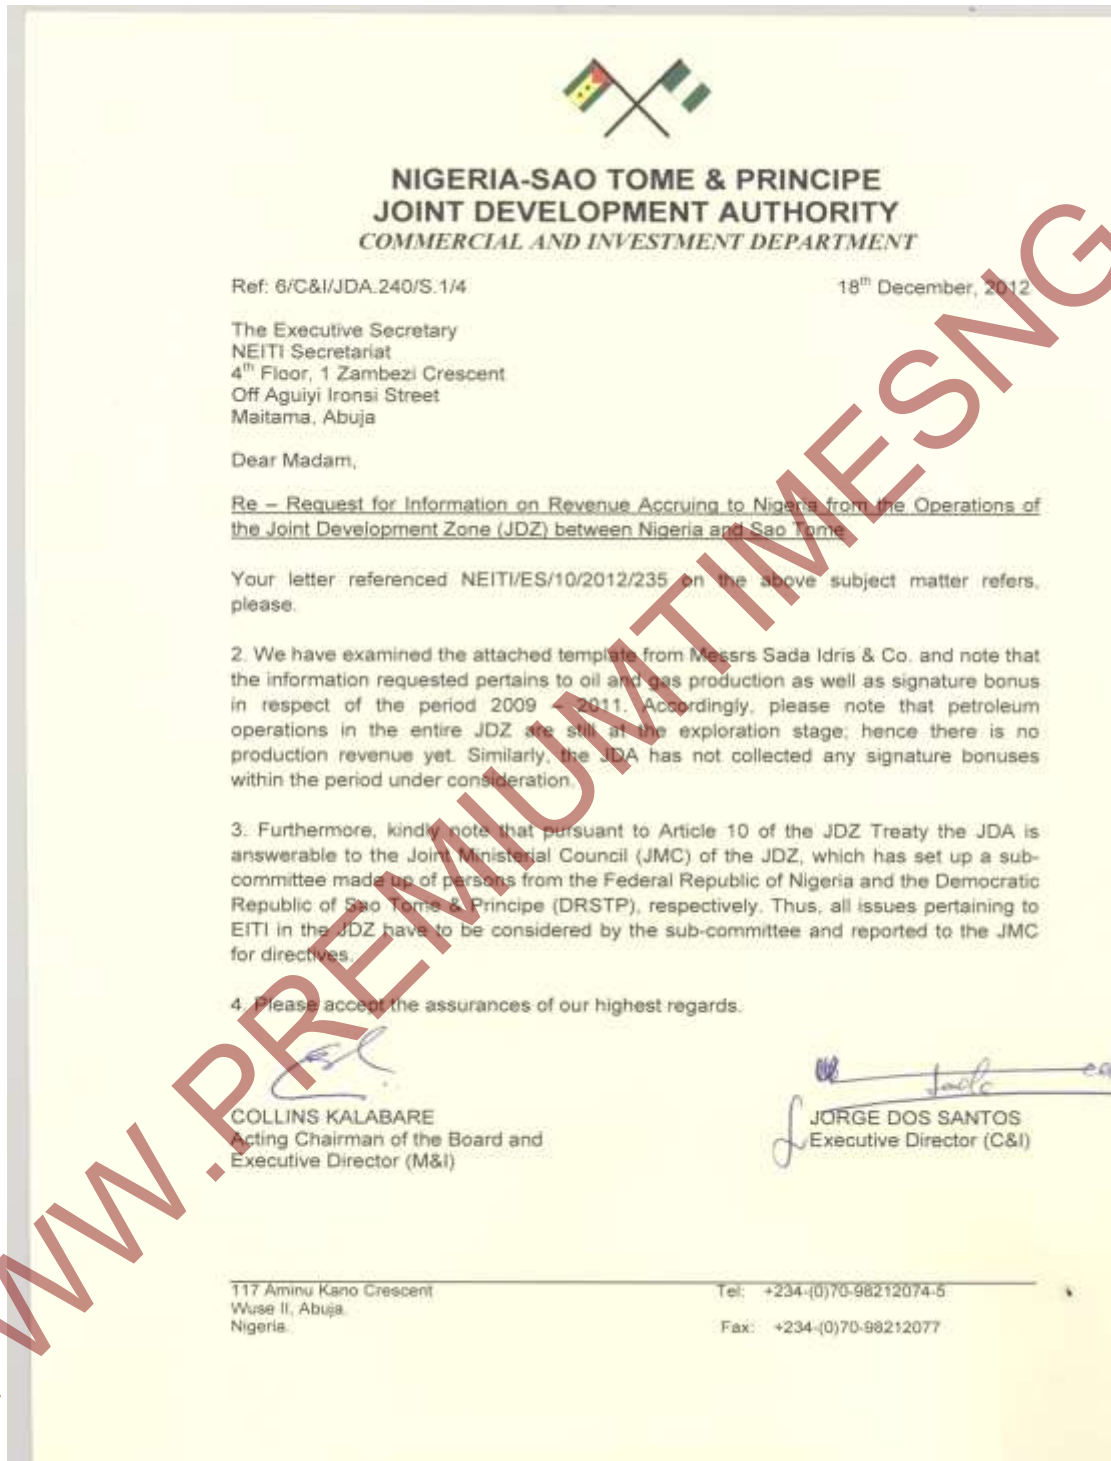 NIGERIA-SAO TOME & PRINCIPE
JOINT DEVELOPMENT AUTHORITY
COMMERCIAL AND INVESTMENT DEPARTMENT
Ref: 6/C&I/JDA.240/S.1/4 18th December, 2012
The Executive Secretary
NEITI Secretariat
4th Floor, 1 Zambezi Crescent
Off Aguiyi Ironsi Street
Maitama, Abuja
Dear Madam,
Re – Request for Information on Revenue Accruing to Nigeria from the Operations of
the Joint Development Zone (JDZ) between Nigeria and Sao Tome
Your letter referenced NEITI/ES/10/2012/235 on the above subject matter refers,
please.
2. We have examined the attached template from Messrs Sada Idris & Co. and note that
the information requested pertains to oil and gas production as well as signature bonus
in respect of the period 2009 – 2011. Accordingly, please note that petroleum
operations in the entire JDZ are still at the exploration stage; hence there is no
production revenue yet. Similarly, the JDA has not collected any signature bonuses
within the period under consideration.
3. Furthermore, kindly note that pursuant to Article 10 of the JDZ Treaty the JDA is
answerable to the Joint Ministerial Council (JMC) of the JDZ, which has set up a sub-
committee made up of persons from the Federal Republic of Nigeria and the Democratic
Republic of Sao Tome & Principe (DRSTP), respectively. Thus, all issues pertaining to
EITI in the JDZ have to be considered by the sub-committee and reported to the JMC
for directives.
4. Please accept the assurances of our highest regards.
COLLINS KALABARE
Acting Chairman of the Board and
Executive Director (M&I)
JORGE DOS SANTOS
Executive Director (C&I)
117 Aminu Kano Crescent
Wuse II, Abuja.
Nigeria.
Tel: +234-(0)70-98212074-5
Fax: +234-(0)70-98212077
WW.PREMIUMTIMESNG